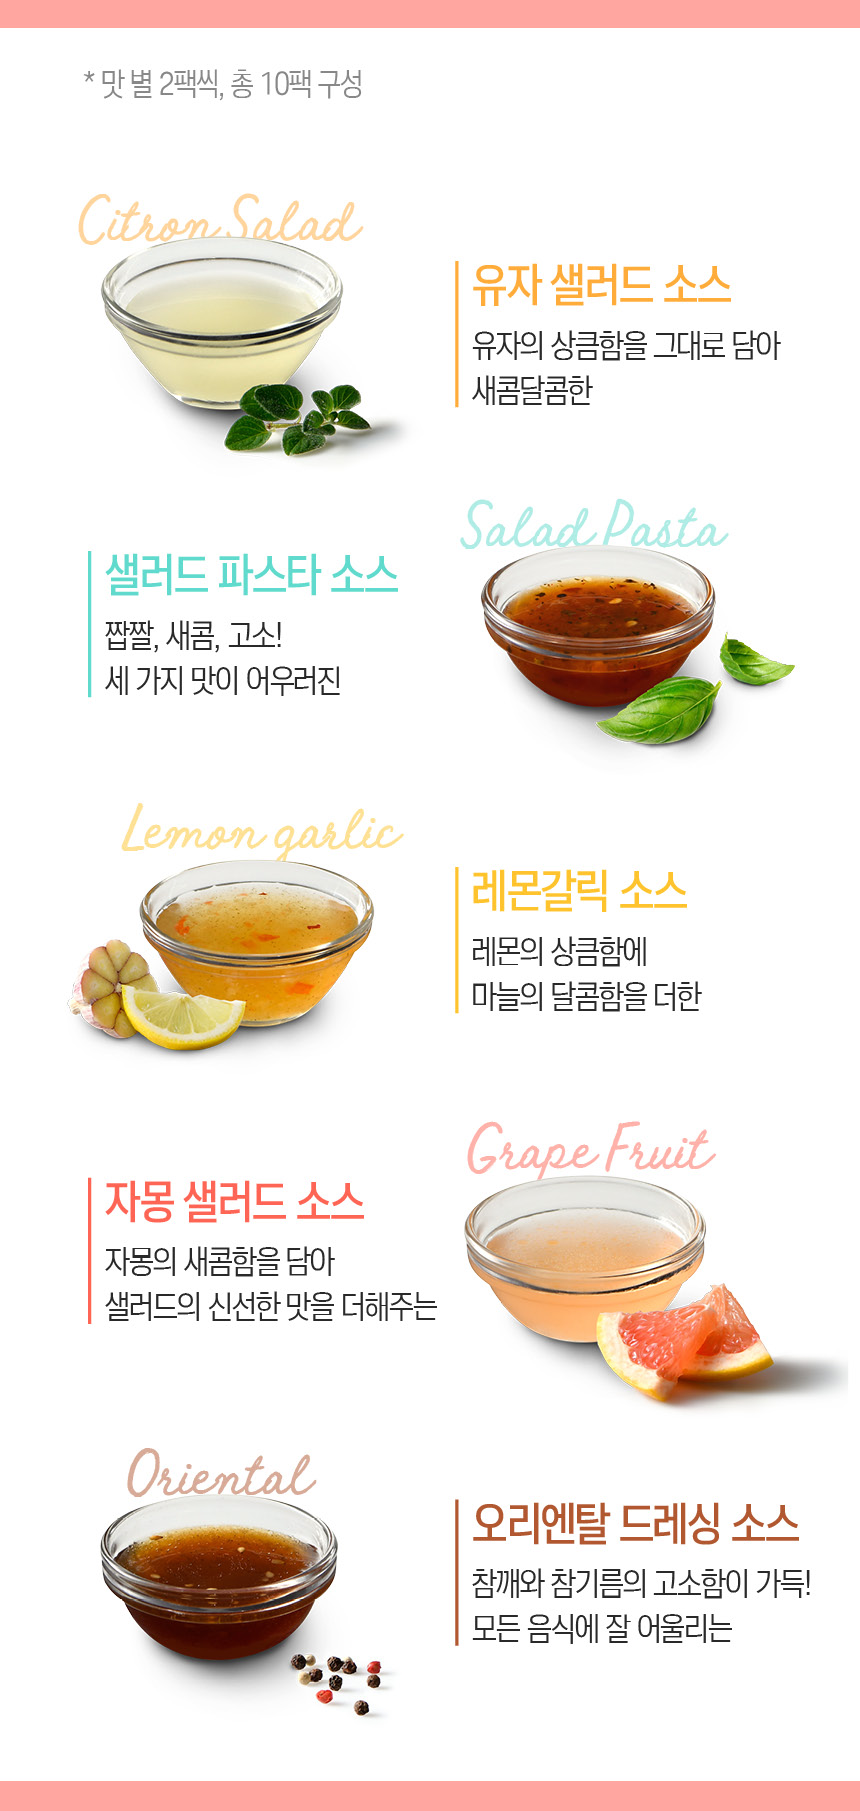 * 맛 별 2팩씩, 총 10팩 구성
Citron Salad
유자 샐러드 소스
유자의 상큼함을 그대로 담아
새콤달콤한
Salad Pasta
샐러드 파스타 소스
짭짤, 새콤, 고소!
세 가지 맛이 어우러진
Lemon garlic
레몬갈릭 소스
레몬의 상큼함에
마늘의 달콤함을 더한
Grape Fruit
자몽 샐러드 소스
자몽의 새콤함을 담아
샐러드의 신선한 맛을 더해주는
Oriental
오리엔탈 드레싱 소스
참깨와 참기름의 고소함이 가득!
모든 음식에 잘 어울리는